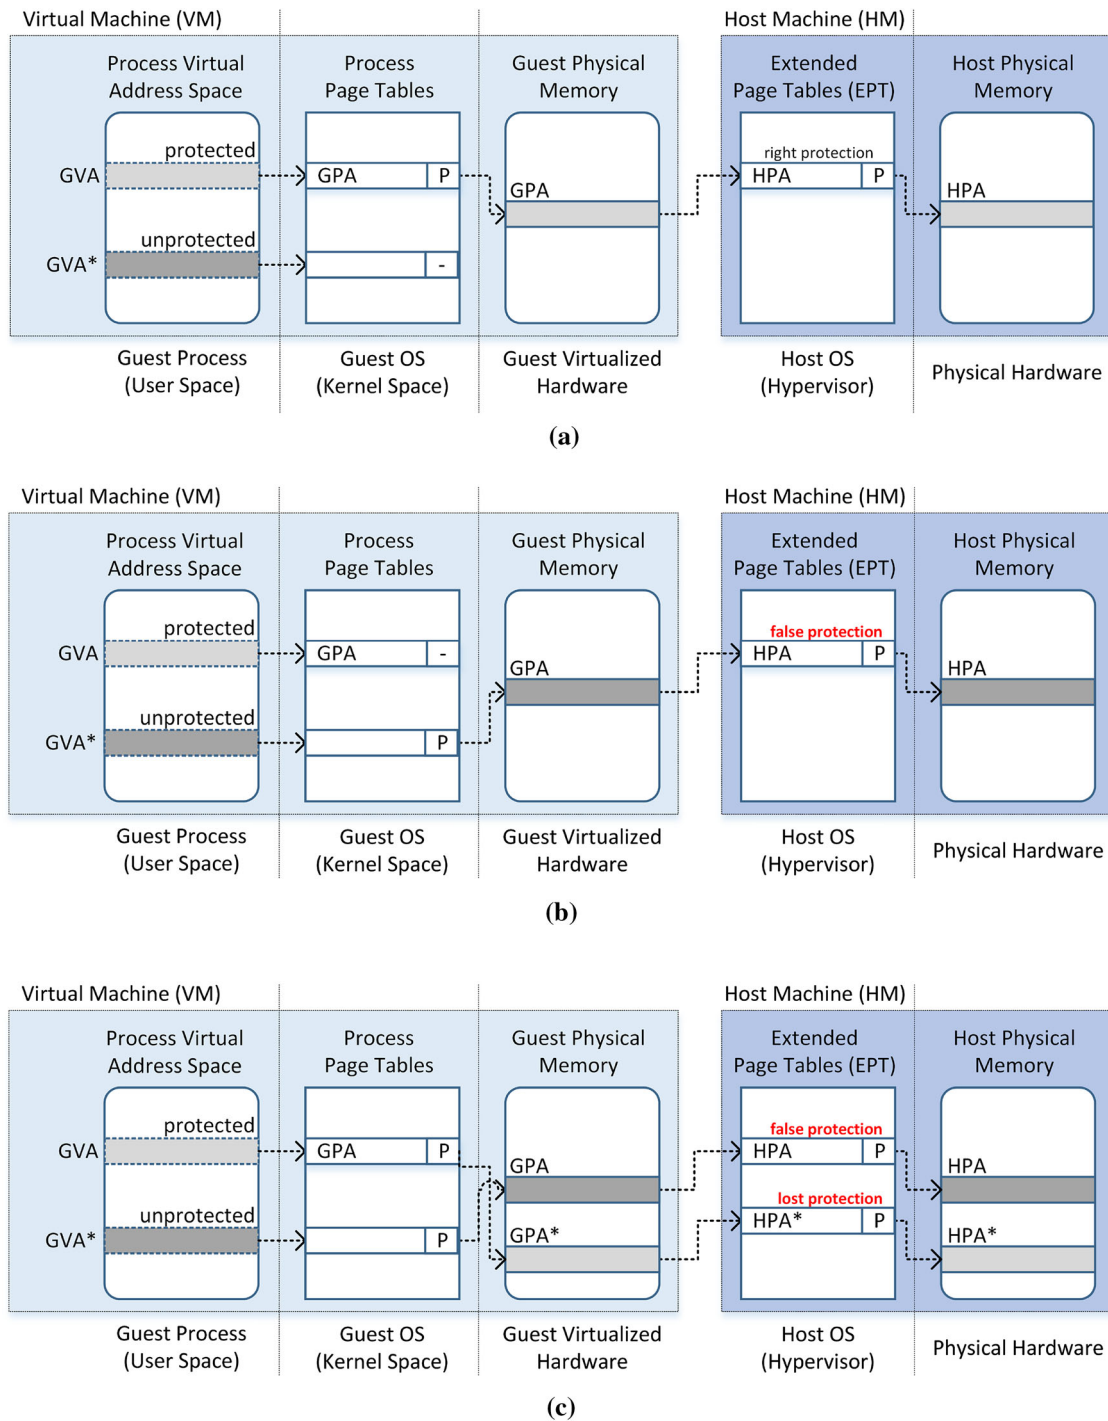 Virtual Machine (VM)
Host Machine (HM)
Process Virtual
Address Space
Process
Page Tables
Guest Physical
Memory
Extended
Page Tables (EPT)
Host Physical
Memory
protected
right protection
GVA
GPA P
GPA
HPA P
HPA
unprotected
GVA*
-
Guest Process
(User Space)
Guest OS
(Kernel Space)
Guest Virtualized
Hardware
Host OS
(Hypervisor)
Physical Hardware
(a)
Virtual Machine (VM)
Host Machine (HM)
Process Virtual
Address Space
Process
Page Tables
Guest Physical
Memory
Extended
Page Tables (EPT)
Host Physical
Memory
protected
false protection
GVA
GPA -
GPA
HPA P
HPA
unprotected
GVA*
P
Guest Process
(User Space)
Guest OS
(Kernel Space)
Guest Virtualized
Hardware
Host OS
(Hypervisor)
Physical Hardware
(b)
Virtual Machine (VM)
Host Machine (HM)
Process Virtual
Address Space
Process
Page Tables
Guest Physical
Memory
Extended
Page Tables (EPT)
Host Physical
Memory
protected
false protection
GVA
GPA P
GPA
HPA P
HPA
unprotected
lost protection
GVA*
P
GPA*
HPA* P
HPA*
Guest Process
(User Space)
Guest OS
(Kernel Space)
Guest Virtualized
Hardware
Host OS
(Hypervisor)
Physical Hardware
(c)